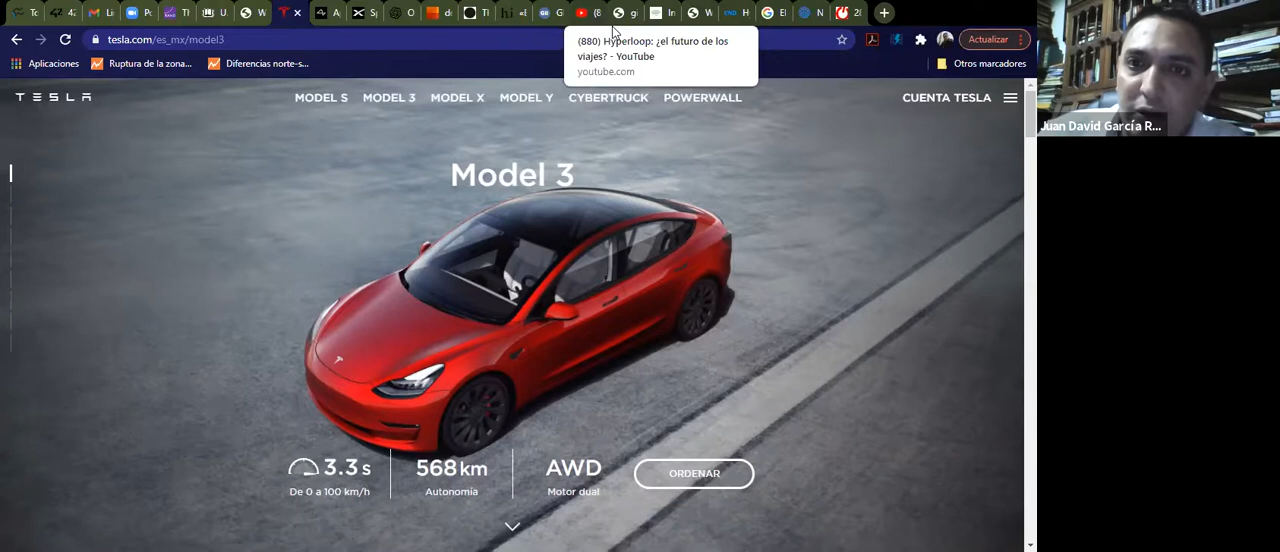 Li
Po
W
tesla.com/es_mx/model3
Actualizar
(880) Hyperloop: ¿el futuro de los
viajes? - YouTube
youtube.com
Aplicaciones
Ruptura de la zona...
Diferencias norte-s...
Otros marcadores
TESLA
MODEL S
MODEL 3
MODEL X
MODEL Y
CYBERTRUCK
POWERWALL
CUENTA TESLA
Juan David García R...
Model 3
3.3 s
De 0 a 100 km/h
568 km
Autonomía
AWD
Motor dual
ORDENAR